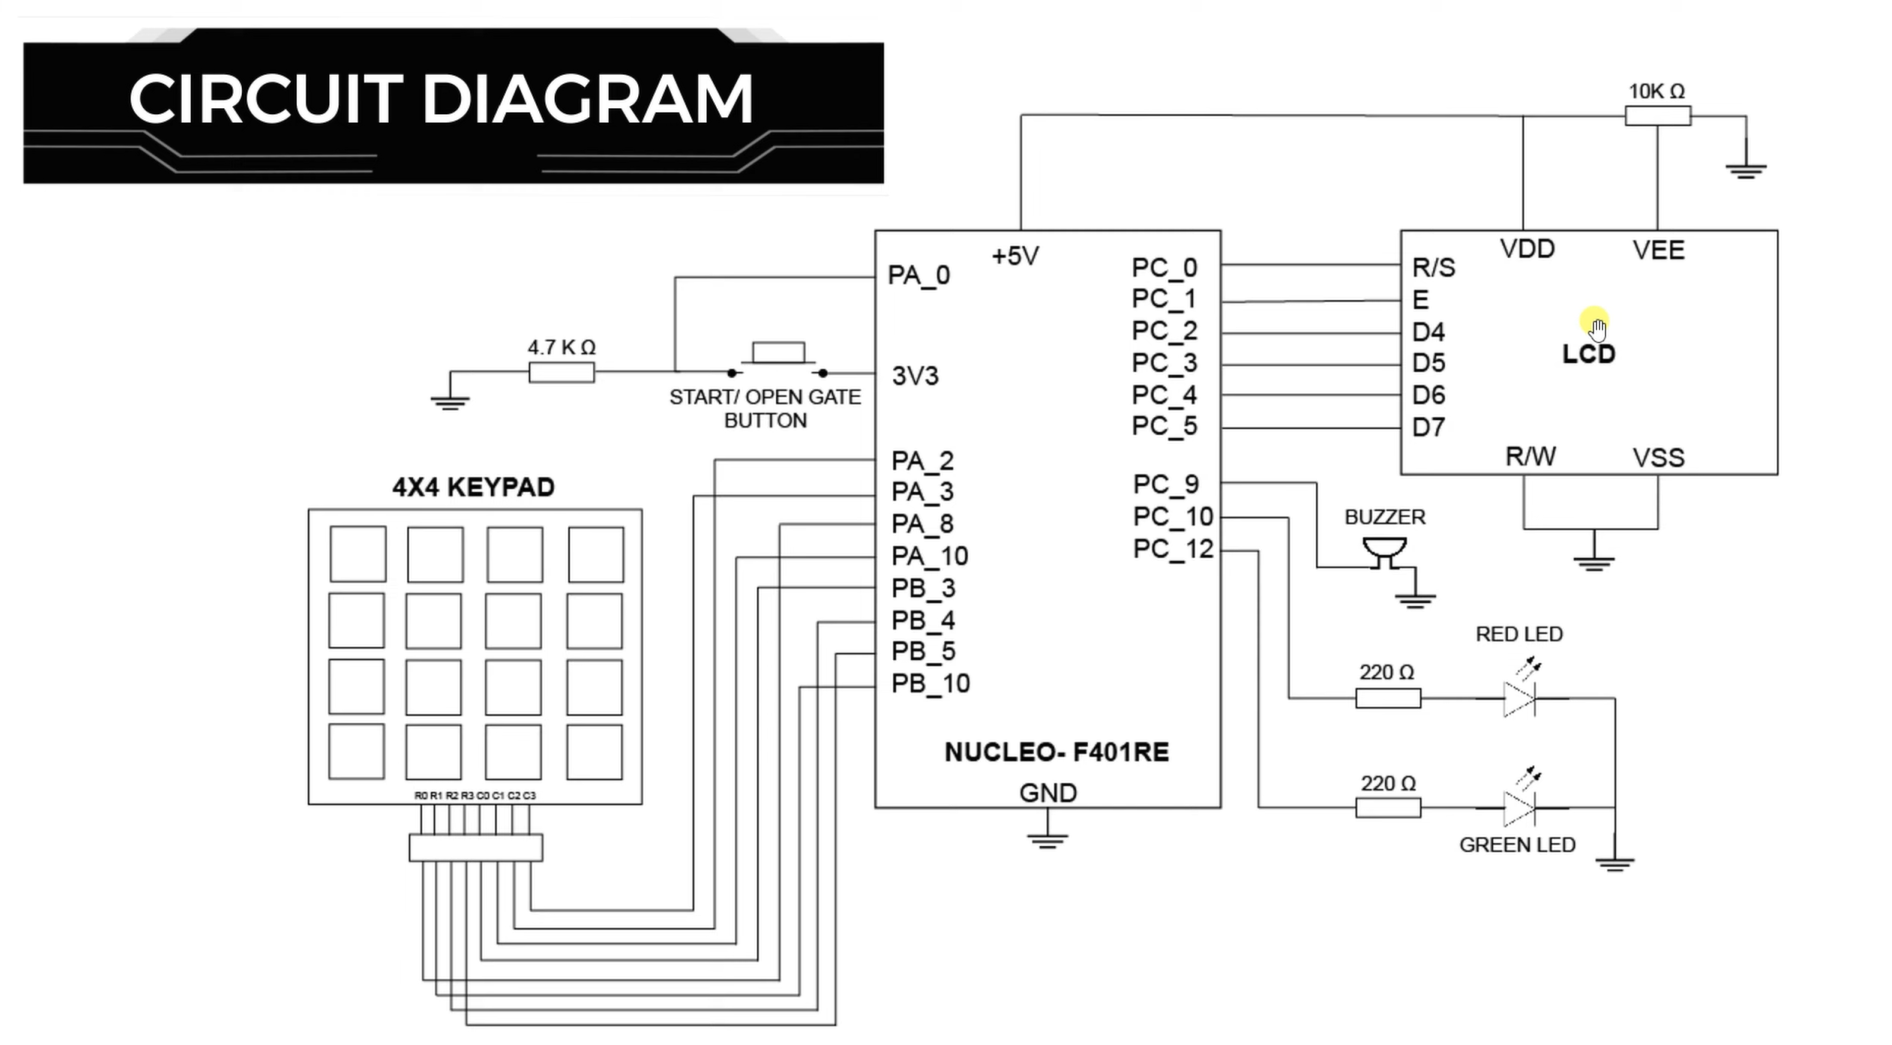 CIRCUIT DIAGRAM
10K Ω
+5V
VDD
VEE
PA_0
PC_0
R/S
PC_1
E
PC_2
D4
LCD
4.7 K Ω
3V3
PC_3
D5
START/ OPEN GATE
BUTTON
PC_4
D6
PC_5
D7
R/W
VSS
4X4 KEYPAD
PA_2
PA_3
PA_8
PA_10
PB_3
PB_4
PB_5
PB_10
PC_9
PC_10
PC_12
BUZZER
RED LED
220 Ω
220 Ω
GREEN LED
NUCLEO- F401RE
GND
R0 R1 R2 R3 C0 C1 C2 C3